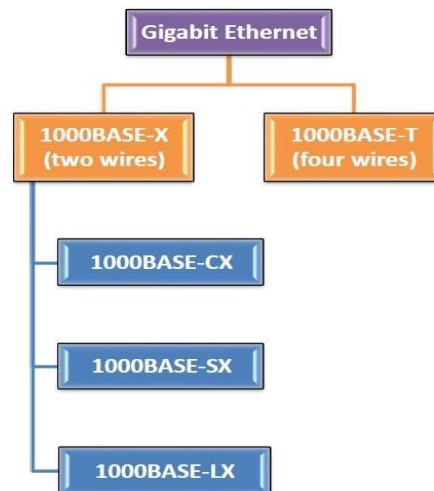 Gigabit Ethernet
1000BASE-X
(two wires)
1000BASE-T
(four wires)
1000BASE-CX
1000BASE-SX
1000BASE-LX